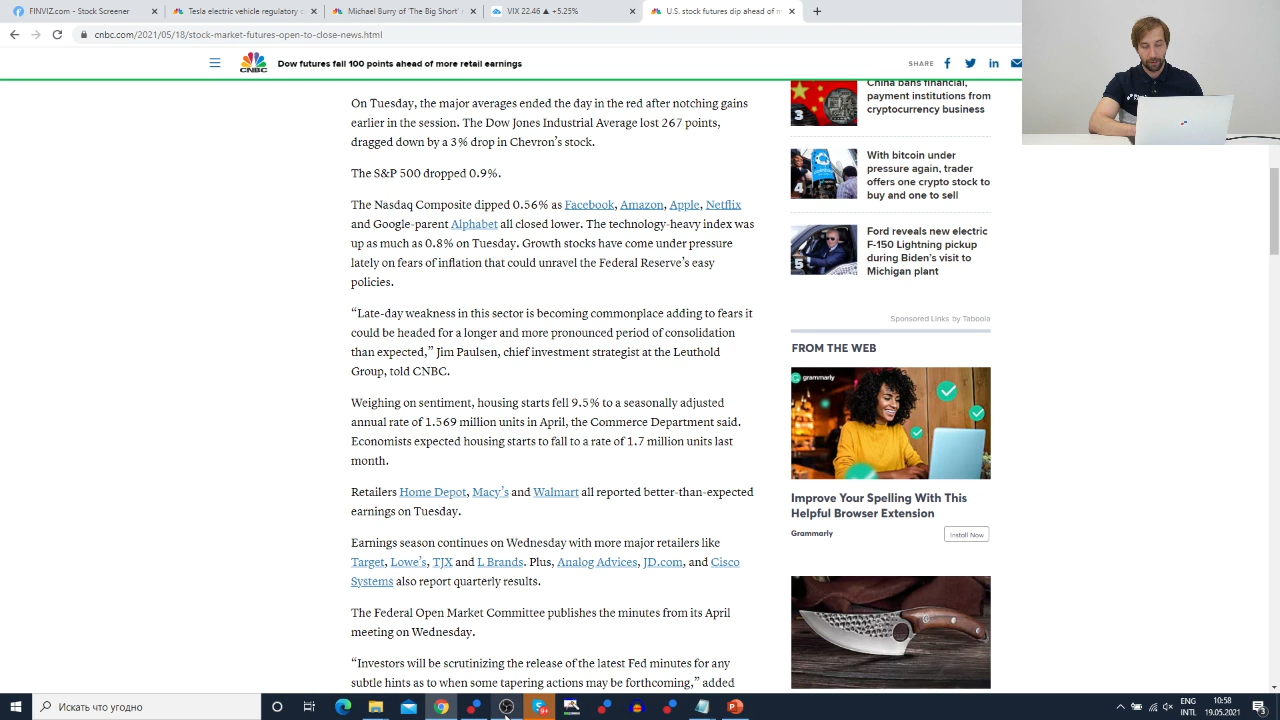 FINVIZ.com - Stock Screener
Tesla electric vehicle regulatory c
Michael Burry of 'The Big Short' r
VIX 22.46 ▲ +5.25%
U.S. stock futures dip as market s
cnbc.com/2021/05/18/stock-market-futures-open-to-close-news.html
CNBC
Dow futures fall 100 points ahead of more retail earnings
SHARE
On Tuesday, the major averages ended the day in the red after notching gains
earlier in the session. The Dow Jones Industrial Average lost 267 points,
dragged down by a 3% drop in Chevron’s stock.
The S&P 500 dropped 0.9%.
The Nasdaq Composite dipped 0.56% as Facebook, Amazon, Apple, Netflix
and Google-parent Alphabet all closed lower. The technology-heavy index was
up as much as 0.8% on Tuesday. Growth stocks have come under pressure
lately on fears of inflation that could unravel the Federal Reserve’s easy
policies.
“Late-day weakness in this sector is becoming commonplace adding to fears it
could be heading for a longer and more pronounced period of consolidation
than expected,” Jim Paulsen, chief investment strategist at the Leuthold
Group, told CNBC.
Weighing on sentiment, housing starts fell 9.5% to a seasonally adjusted
annual rate of 1.569 million units in April, the Commerce Department said.
Economists expected housing starts to fall to a rate of 1.7 million units last
month.
Retailers Home Depot, Macy’s and Walmart all reported better-than-expected
earnings on Tuesday.
Earnings season continues on Wednesday with more major retailers including
Target, Lowe’s, TJX and L Brands. Plus, Analog Advices, JD.com, and Cisco
Systems also report quarterly results.
The Federal Open Market Committee publishes the minutes from its April
meeting on Wednesday.
“Investors will be scrutinizing the release of the latest Fed minutes for any
subtle hints as to when some tapering actions may be forthcoming,” added
3
China bans financial,
payment institutions from
cryptocurrency business
4
With bitcoin under
pressure again, trader
offers one crypto stock to
buy and one to sell
5
Ford reveals new electric
F-150 Lightning pickup
during Biden’s visit to
Michigan plant
Sponsored Links by Taboola
FROM THE WEB
grammarly
Improve Your Spelling With This
Helpful Browser Extension
Grammarly
Install Now
Искать что угодно
ENG
INTL
10:58
19.05.2021